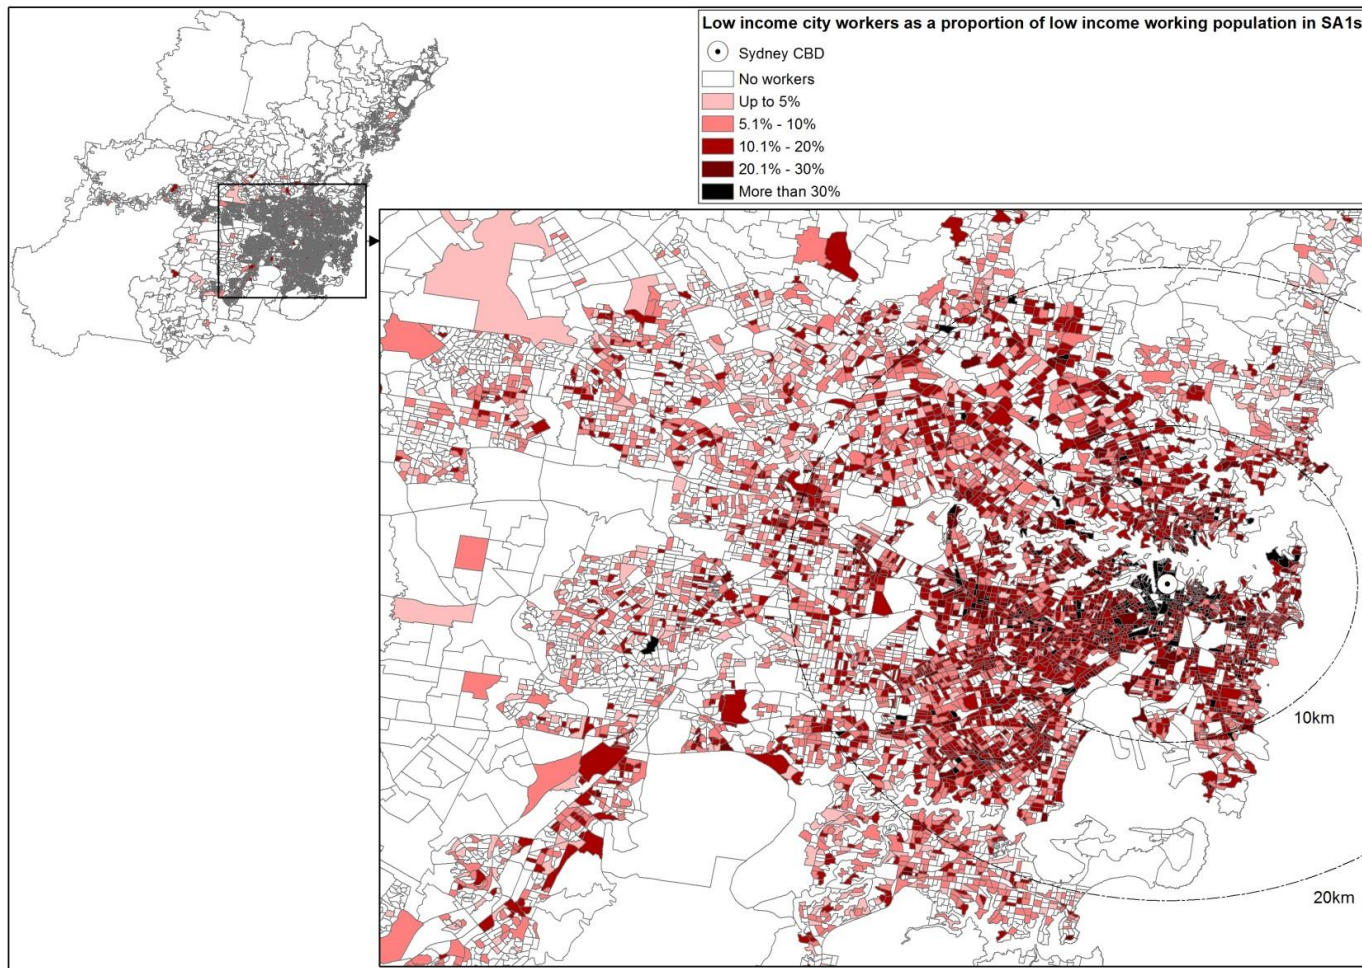 Low income city workers as a proportion of low income working population in SA1s
Sydney CBD
No workers
Up to 5%
5.1% - 10%
10.1% - 20%
20.1% - 30%
More than 30%
10km
20km